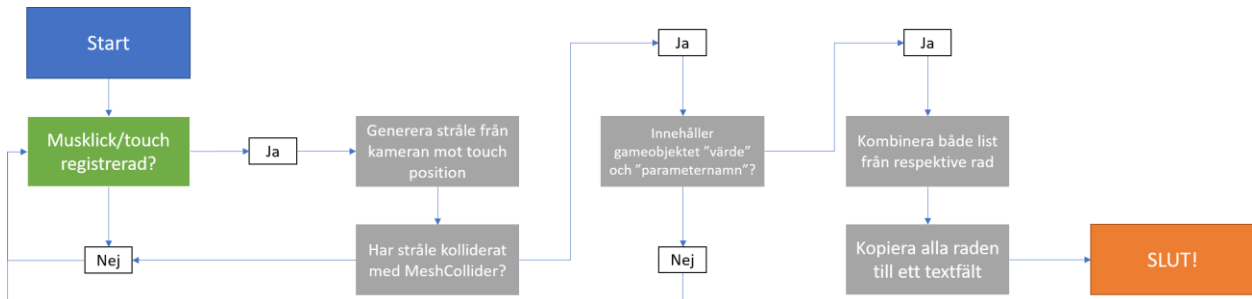 Start
Musklick/touch
registrerad?
Ja
Generera stråle från
kameran mot touch
position
Nej
Har stråle kolliderat
med MeshCollider?
Ja
Innehåller
gameobjektet ”värde”
och ”parameternamn”?
Nej
Ja
Kombinera både list
från respektive rad
Kopiera alla raden
till ett textfält
SLUT!